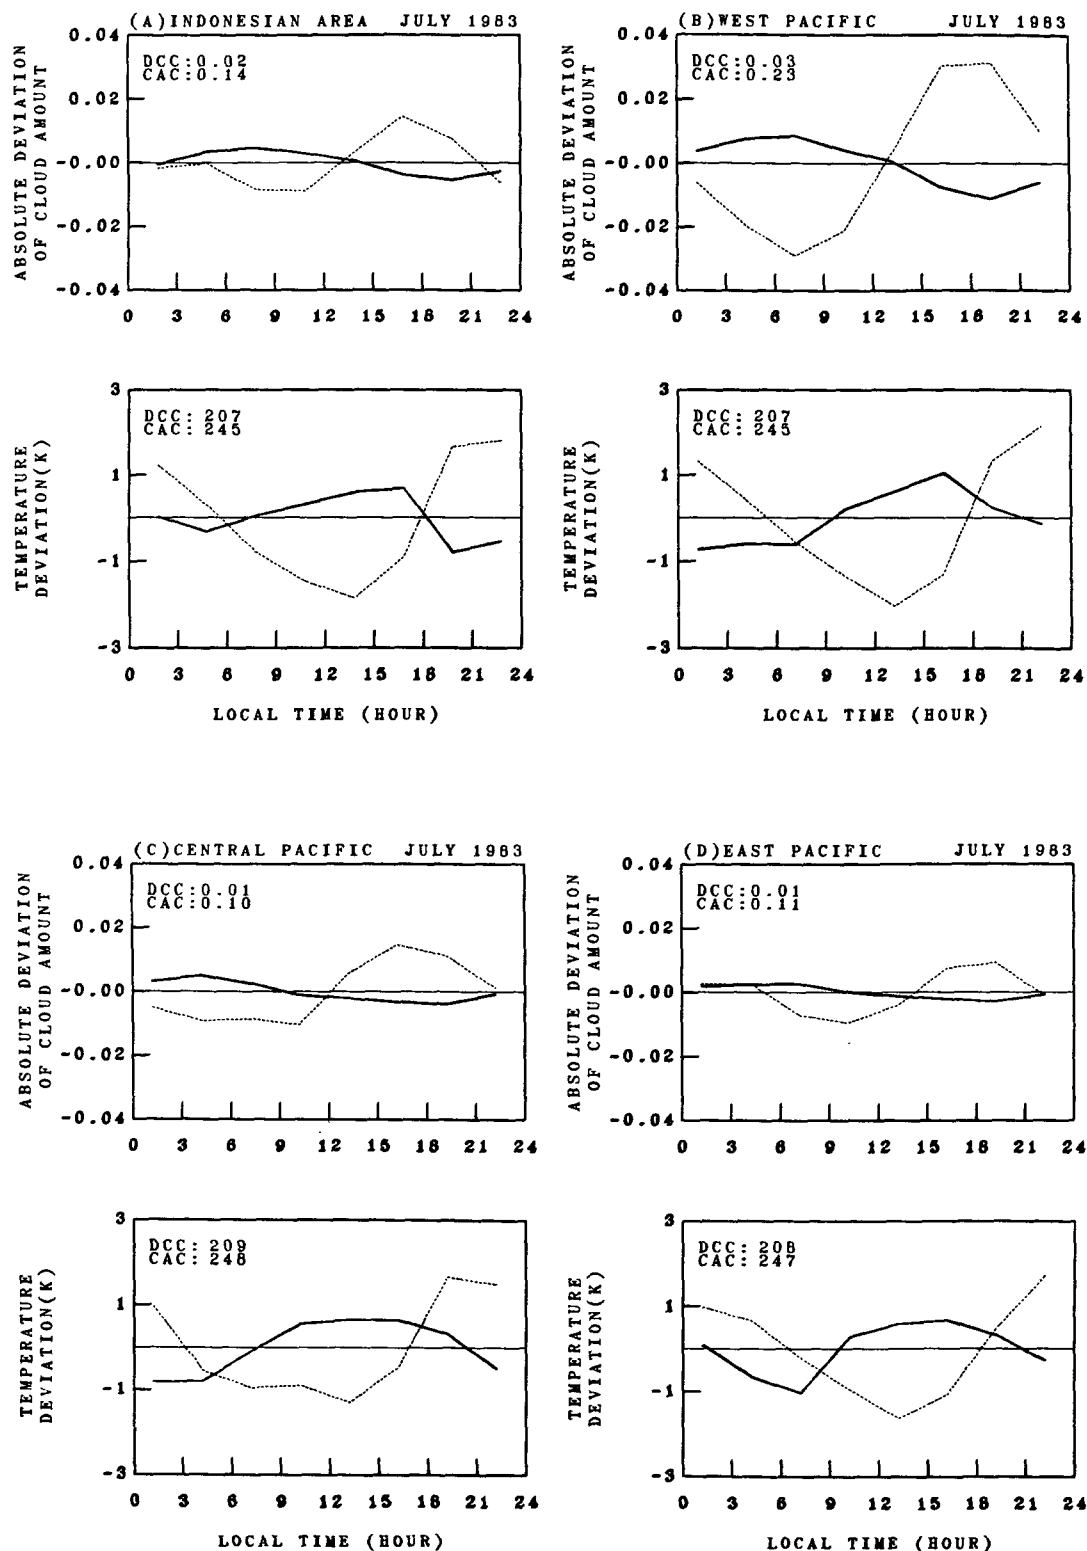 (A)INDONESIAN AREA JULY 1983
ABSOLUTE DEVIATION
OF CLOUD AMOUNT
0.04
0.02
-0.00
-0.02
-0.04
DCC:0.02
CAC:0.14
0 3 6 9 12 15 18 21 24
(B)WEST PACIFIC JULY 1983
ABSOLUTE DEVIATION
OF CLOUD AMOUNT
0.04
0.02
-0.00
-0.02
-0.04
DCC:0.03
CAC:0.23
0 3 6 9 12 15 18 21 24
TEMPERATURE
DEVIATION(K)
3
1
-1
-3
DCC:207
CAC:245
0 3 6 9 12 15 18 21 24
LOCAL TIME (HOUR)
TEMPERATURE
DEVIATION(K)
3
1
-1
-3
DCC:207
CAC:245
0 3 6 9 12 15 18 21 24
LOCAL TIME (HOUR)
(C)CENTRAL PACIFIC JULY 1983
ABSOLUTE DEVIATION
OF CLOUD AMOUNT
0.04
0.02
-0.00
-0.02
-0.04
DCC:0.01
CAC:0.10
0 3 6 9 12 15 18 21 24
(D)EAST PACIFIC JULY 1983
ABSOLUTE DEVIATION
OF CLOUD AMOUNT
0.04
0.02
-0.00
-0.02
-0.04
DCC:0.01
CAC:0.11
0 3 6 9 12 15 18 21 24
TEMPERATURE
DEVIATION(K)
3
1
-1
-3
DCC:209
CAC:248
0 3 6 9 12 15 18 21 24
LOCAL TIME (HOUR)
TEMPERATURE
DEVIATION(K)
3
1
-1
-3
DCC:208
CAC:247
0 3 6 9 12 15 18 21 24
LOCAL TIME (HOUR)